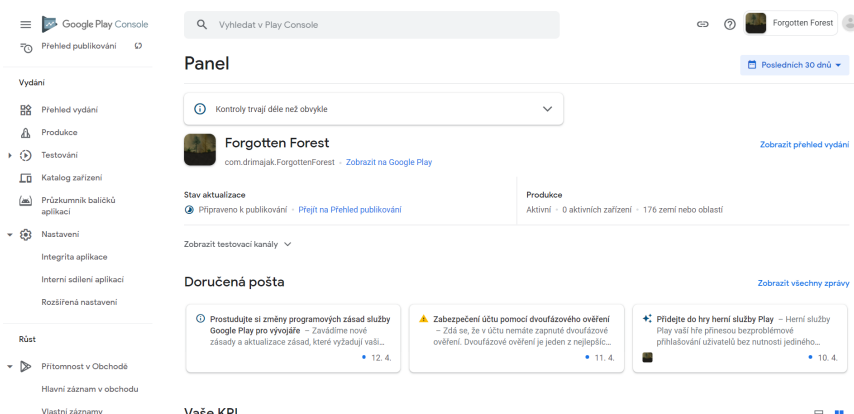 Google Play Console
Vyhledat v Play Console
Forgotten Forest
Přehled publikování
Panel
Posledních 30 dnů
Vydání
Kontroly trvají déle než obvykle
Přehled vydání
Produkce
Testování
Katalog zařízení
Průzkumník balíčků
aplikací
Nastavení
Integrita aplikace
Interní sdílení aplikací
Rozšířená nastavení
Růst
Přítomnost v Obchodě
Hlavní záznam v obchodu
Vlastní záznamy
Forgotten Forest
Zobrazit přehled vydání
com.drimajak.ForgottenForest · Zobrazit na Google Play
Stav aktualizace
Připraveno k publikování · Přejít na Přehled publikování
Produkce
Aktivní · 0 aktivních zařízení · 176 zemí nebo oblastí
Zobrazit testovací kanály
Doručená pošta
Zobrazit všechny zprávy
Prostudujte si změny programových zásad služby
Google Play pro vývojáře – Zavádíme nové
zásady a aktualizace zásad, které vyžadují vaši...
12. 4.
Zabezpečení účtu pomocí dvoufázového ověření
– Zdá se, že v účtu nemáte zapnuté dvoufázové
ověření. Dvoufázové ověření je jeden z nejlepšíc...
11. 4.
Přidejte do hry herní služby Play – Herní služby
Play vaší hře přinesou bezproblémové
přihlašování uživatelů bez nutnosti jediného...
10. 4.
Vaše KPI